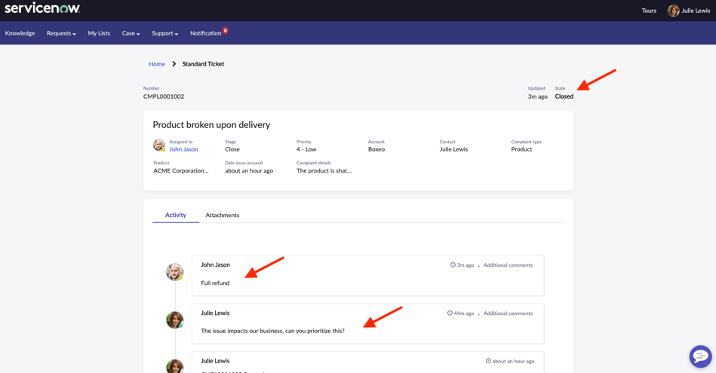 servicenow.
Tours Julie Lewis
Knowledge Requests My Lists Case Support Notification
Home Standard Ticket
Number Updated State
CMPL0001002 3m ago Closed
Product broken upon delivery
Assigned to Stage Priority Account Contact Complaint type
John Jason Close 4 - Low Boxeo Julie Lewis Product
Product Date issue occured Complaint details
ACME Corporation... about an hour ago The product is shat...
Activity Attachments
John Jason 3m ago • Additional comments
Full refund
Julie Lewis 44m ago • Additional comments
The issue impacts our business, can you prioritize this?
Julie Lewis about an hour ago